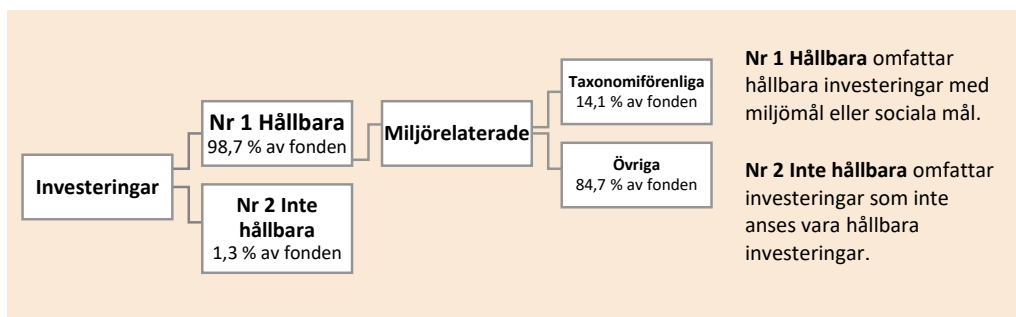 Investeringar
Nr 1 Hållbara
98,7 % av fonden
Nr 2 Inte
hållbara
1,3 % av fonden
Miljörelaterade
Taxonomiförenliga
14,1 % av fonden
Övriga
84,7 % av fonden
Nr 1 Hållbara omfattar
hållbara investeringar med
miljömål eller sociala mål.
Nr 2 Inte hållbara omfattar
investeringar som inte
anses vara hållbara
investeringar.